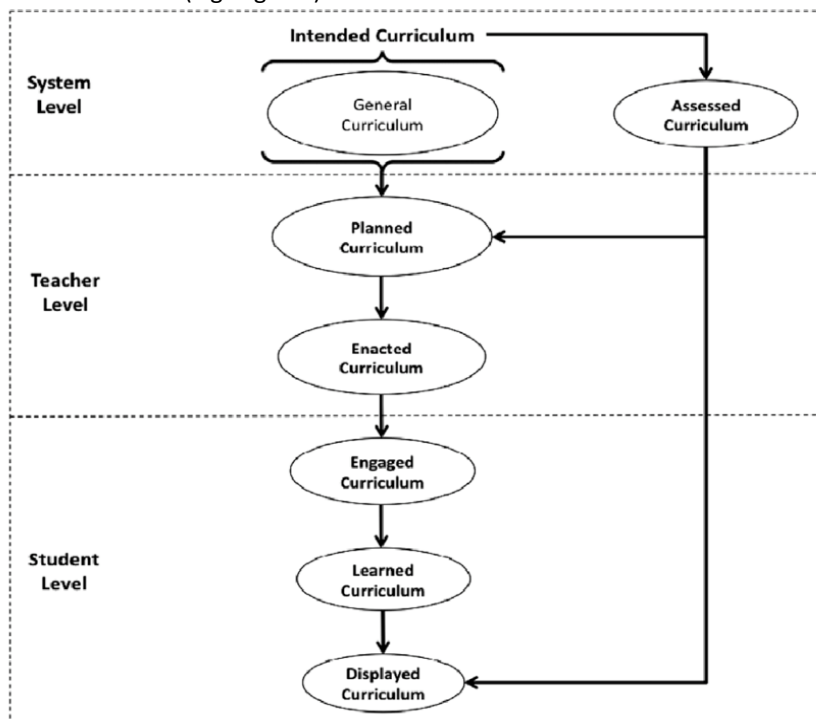 Intended Curriculum
System
Level
General
Curriculum
Assessed
Curriculum
Planned
Curriculum
Teacher
Level
Enacted
Curriculum
Engaged
Curriculum
Student
Level
Learned
Curriculum
Displayed
Curriculum